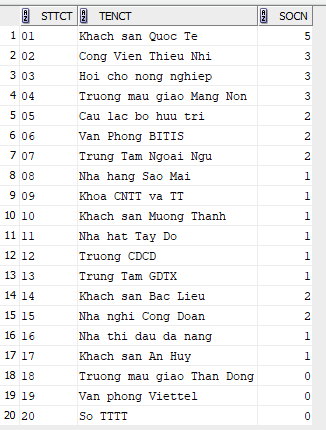 STTCT TENCT SOCN
1 01 Khach san Quoc Te 5
2 02 Cong Vien Thieu Nhi 3
3 03 Hoi cho nong nghiep 3
4 04 Truong mau giao Mang Non 3
5 05 Cau lac bo huu tri 2
6 06 Van Phong BITIS 2
7 07 Trung Tam Ngoai Ngu 2
8 08 Nha hang Sao Mai 1
9 09 Khoa CNTT va TT 1
10 10 Khach san Muong Thanh 1
11 11 Nha hat Tay Do 1
12 12 Truong CDCD 1
13 13 Trung Tam GDTX 1
14 14 Khach san Bac Lieu 2
15 15 Nha nghi Cong Doan 2
16 16 Nha thi dau da nang 1
17 17 Khach san An Huy 1
18 18 Truong mau giao Than Dong 0
19 19 Van phong Viettel 0
20 20 So TTTT 0